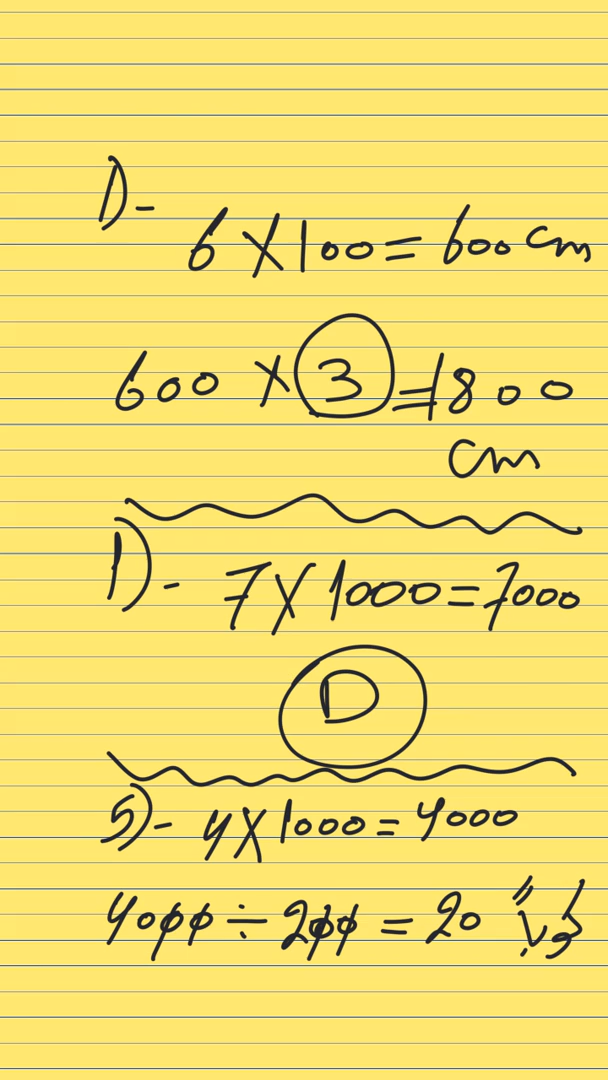 D-
6 X 100 = 600 cm
600 X 3 = 1800
cm
1)- 7 X 1000 = 7000
D
5)- 4 X 1000 = 4000
4000 ÷ 200 = 20